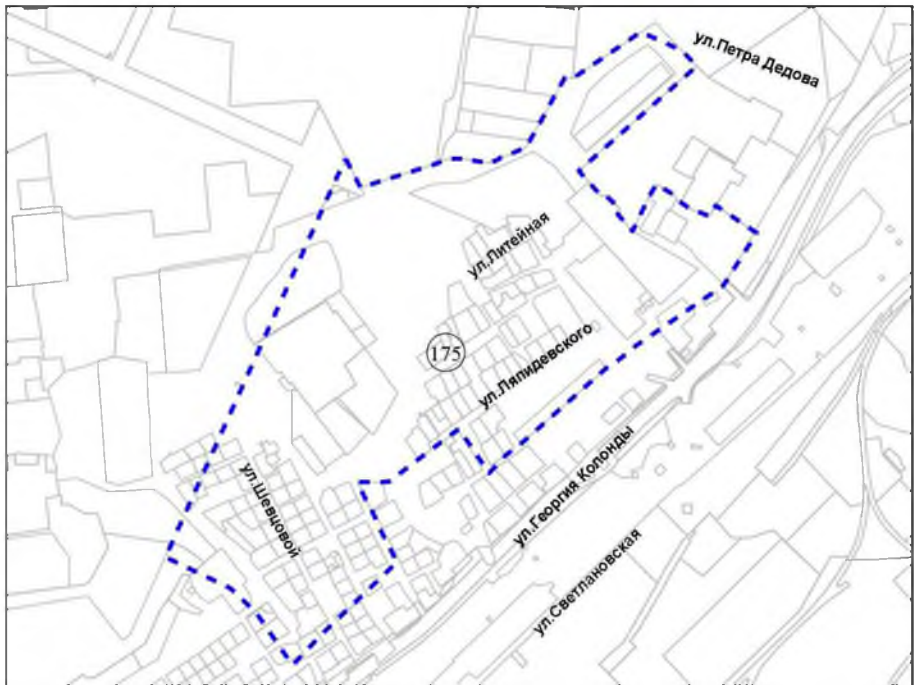 ул.Петра Дедова
ул.Литейная
175
ул.Ляпидевского
ул.Шевцовой
ул.Георгия Колонды
ул.Светлановская